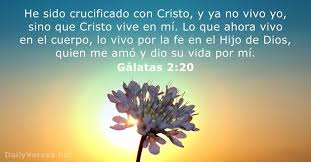 He sido crucificado con Cristo, y ya no vivo yo,
sino que Cristo vive en mí. Lo que ahora vivo
en el cuerpo, lo vivo por la fe en el Hijo de Dios,
quien me amó y dio su vida por mí.
Gálatas 2:20